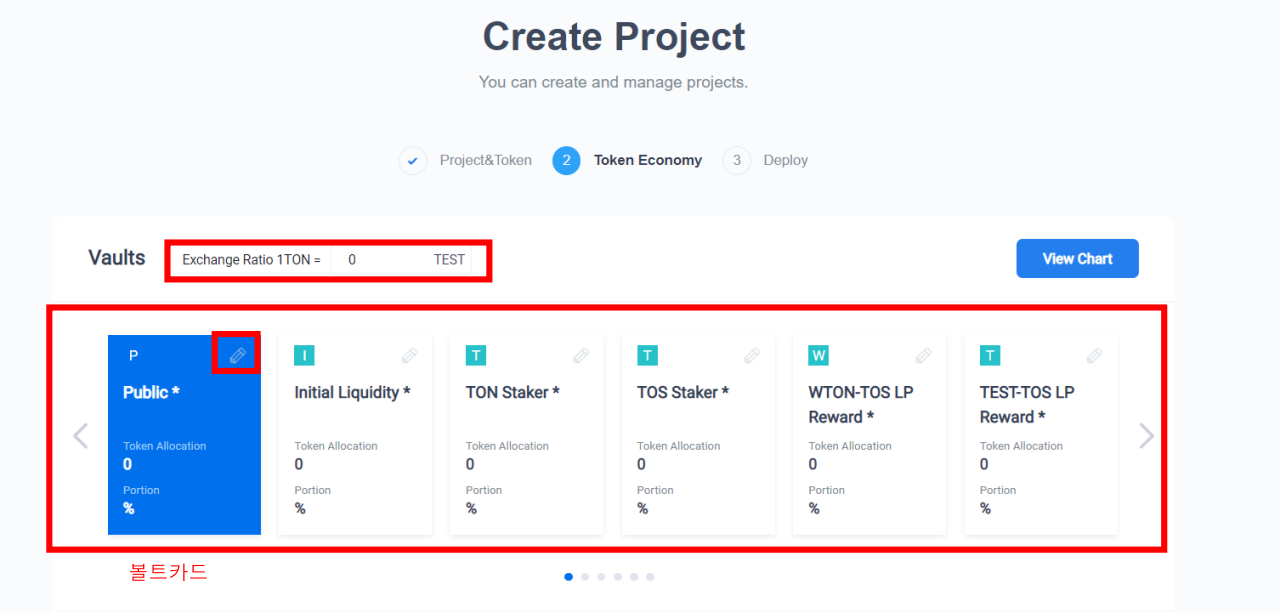 Create Project
You can create and manage projects.
Project&Token 2 Token Economy 3 Deploy
Vaults Exchange Ratio 1TON = 0 TEST View Chart
P I T T W T
Public * Initial Liquidity * TON Staker * TOS Staker * WTON-TOS LP TEST-TOS LP
Reward * Reward *
Token Allocation Token Allocation Token Allocation Token Allocation Token Allocation Token Allocation
0 0 0 0 0 0
Portion Portion Portion Portion Portion Portion
% % % % % %
볼트카드